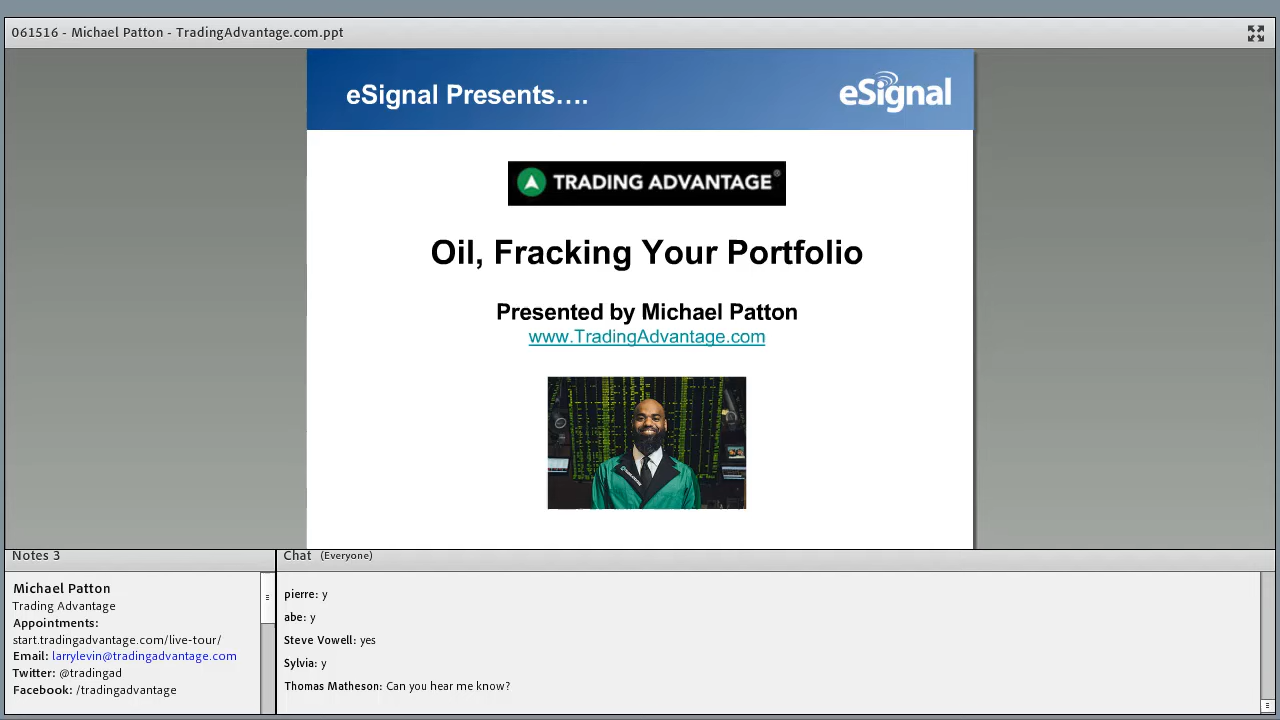 061516 - Michael Patton - TradingAdvantage.com.ppt
eSignal Presents….
eSignal
TRADING ADVANTAGE®
Oil, Fracking Your Portfolio
Presented by Michael Patton
www.TradingAdvantage.com
Notes 3
Michael Patton
Trading Advantage
Appointments:
start.tradingadvantage.com/live-tour/
Email: larrylevin@tradingadvantage.com
Twitter: @tradingad
Facebook: /tradingadvantage
Chat (Everyone)
pierre: y
abe: y
Steve Vowell: yes
Sylvia: y
Thomas Matheson: Can you hear me know?